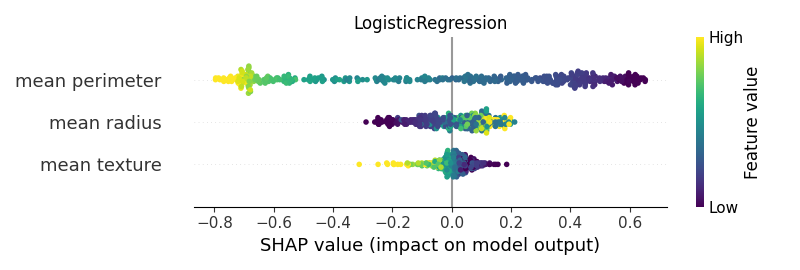 LogisticRegression
High
mean perimeter
mean radius
mean texture
Feature value
Low
−0.8 −0.6 −0.4 −0.2 0.0 0.2 0.4 0.6
SHAP value (impact on model output)